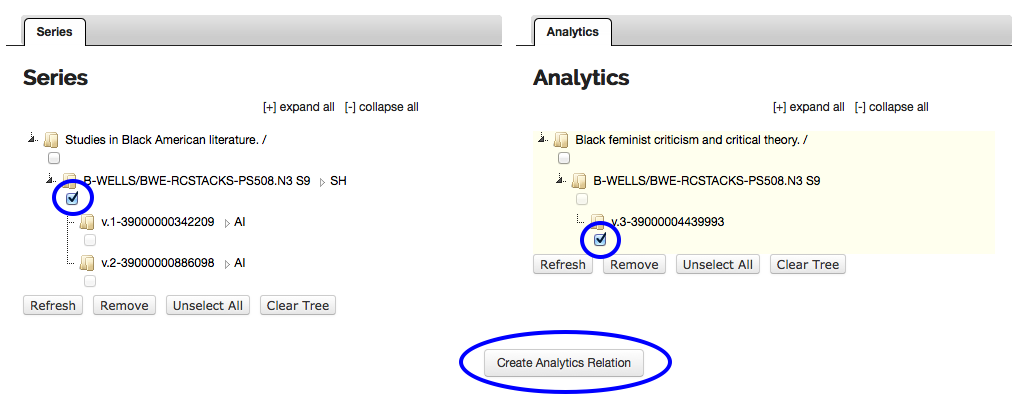 Series
Series
[+] expand all [-] collapse all
Studies in Black American literature. /
B-WELLS/BWE-RCSTACKS-PS508.N3 S9 SH
v.1-39000000342209 AI
v.2-39000000886098 AI
Refresh Remove Unselect All Clear Tree
Analytics
Analytics
[+] expand all [-] collapse all
Black feminist criticism and critical theory. /
B-WELLS/BWE-RCSTACKS-PS508.N3 S9
v.3-39000004439993
Refresh Remove Unselect All Clear Tree
Create Analytics Relation